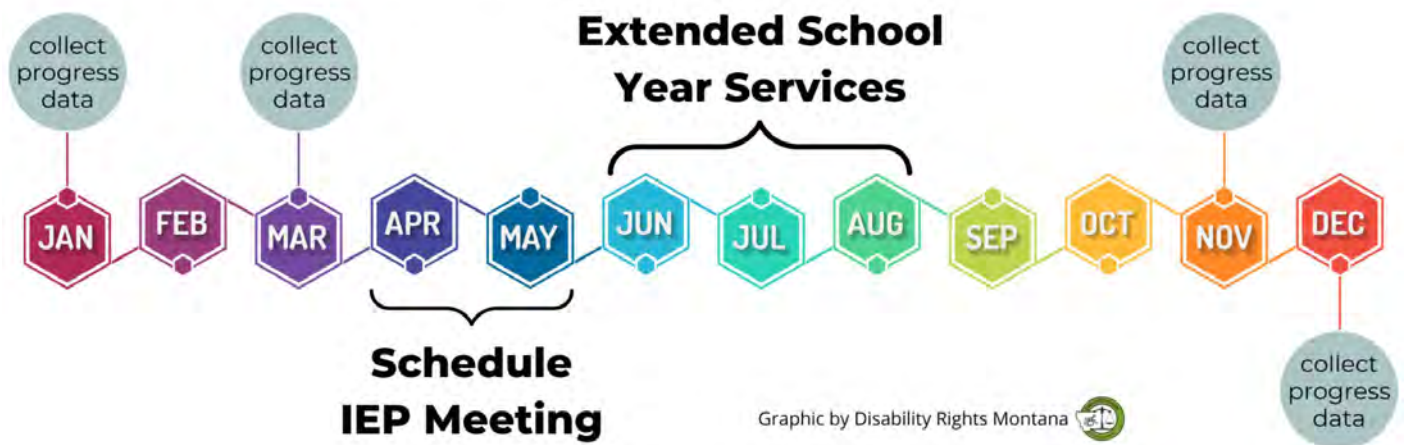 collect
progress
data
collect
progress
data
Extended School
Year Services
collect
progress
data
JAN
FEB
MAR
APR
MAY
JUN
JUL
AUG
SEP
OCT
NOV
DEC
Schedule
IEP Meeting
collect
progress
data
Graphic by Disability Rights Montana